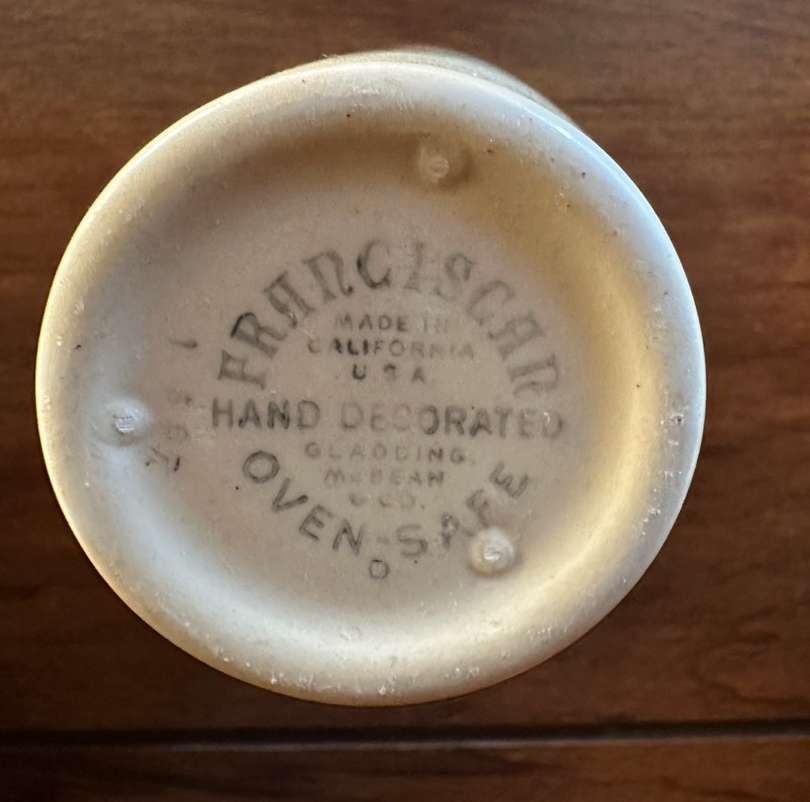 FRANCISCAN
MADE IN
CALIFORNIA
U S A
HAND DECORATED
GLADDING,
McBEAN
& CO.
OVEN-SAFE
D